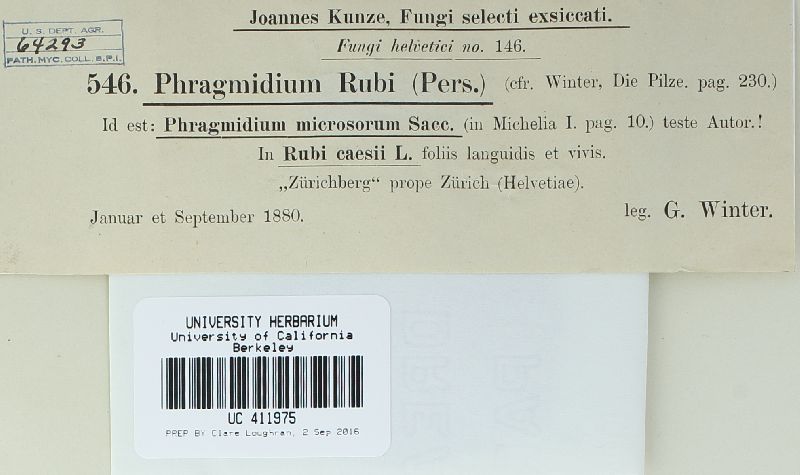 Joannes Kunze, Fungi selecti exsiccati.
Fungi helvetici no. 146.
U. S. DEPT. AGR.
64293
PATH. MYC. COLL. B. P. I.
546. Phragmidium Rubi (Pers.) (cfr. Winter, Die Pilze. pag. 230.)
Id est: Phragmidium microsorum Sacc. (in Michelia I. pag. 10.) teste Autor.!
In Rubi caesii L. foliis languidis et vivis.
„Zürichberg“ prope Zürich (Helvetiae).
Januar et September 1880. leg. G. Winter.
UNIVERSITY HERBARIUM
University of California
Berkeley
UC 411975
PREP BY Clare Loughran, 2 Sep 2016